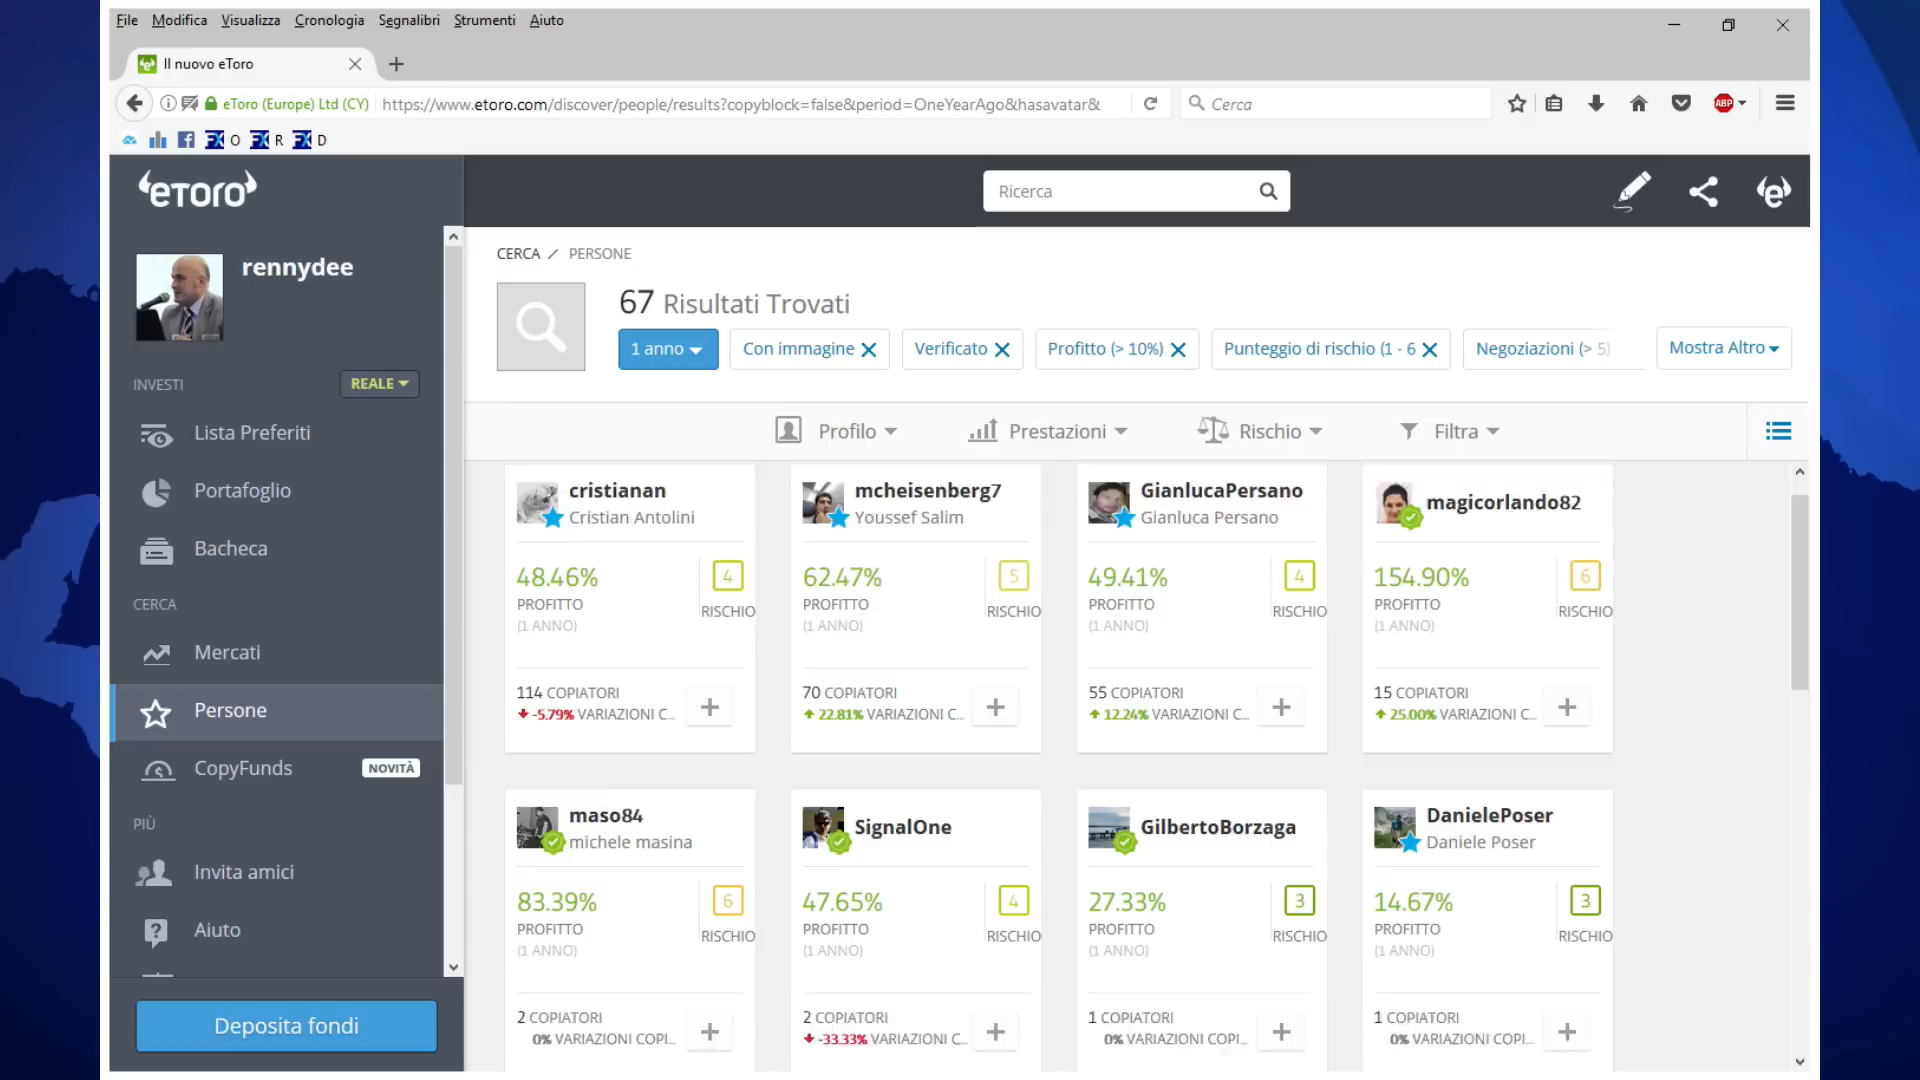 File Modifica Visualizza Cronologia Segnalibri Strumenti Aiuto
Il nuovo eToro
eToro (Europe) Ltd (CY) https://www.etoro.com/discover/people/results?copyblock=false&period=OneYearAgo&hasavatar& Cerca ABP
FX O FX R FX D
eToro Ricerca
rennydee
CERCA / PERSONE
67 Risultati Trovati
1 anno Con immagine Verificato Profitto (> 10%) Punteggio di rischio (1 - 6 Negoziazioni (> 5) Mostra Altro
INVESTI REALE
Lista Preferiti
Portafoglio
Bacheca
CERCA
Mercati
Persone
CopyFunds NOVITÀ
PIÙ
Invita amici
Aiuto
Deposita fondi
Profilo Prestazioni Rischio Filtra
cristianan
Cristian Antolini
48.46% 4
PROFITTO RISCHIO
(1 ANNO)
114 COPIATORI
-5.79% VARIAZIONI C...
mcheisenberg7
Youssef Salim
62.47% 5
PROFITTO RISCHIO
(1 ANNO)
70 COPIATORI
22.81% VARIAZIONI C...
GianlucaPersano
Gianluca Persano
49.41% 4
PROFITTO RISCHIO
(1 ANNO)
55 COPIATORI
12.24% VARIAZIONI C...
magicorlando82
154.90% 6
PROFITTO RISCHIO
(1 ANNO)
15 COPIATORI
25.00% VARIAZIONI C...
maso84
michele masina
83.39% 6
PROFITTO RISCHIO
(1 ANNO)
2 COPIATORI
0% VARIAZIONI COPI...
SignalOne
47.65% 4
PROFITTO RISCHIO
(1 ANNO)
2 COPIATORI
-33.33% VARIAZIONI C...
GilbertoBorzaga
27.33% 3
PROFITTO RISCHIO
(1 ANNO)
1 COPIATORI
0% VARIAZIONI COPI...
DanielePoser
Daniele Poser
14.67% 3
PROFITTO RISCHIO
(1 ANNO)
1 COPIATORI
0% VARIAZIONI COPI...